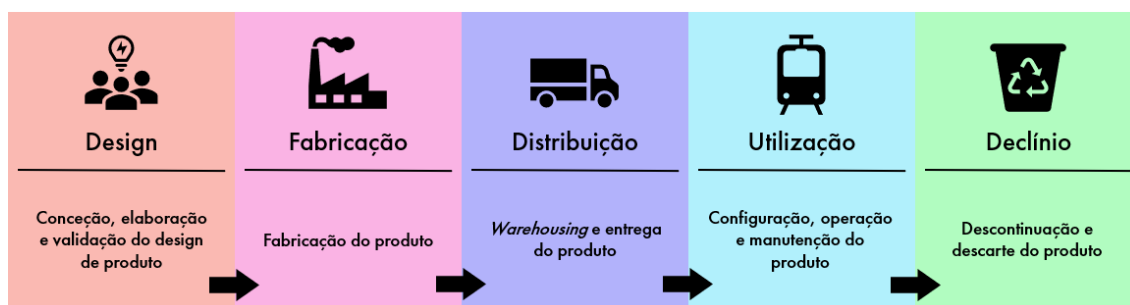 Design
Conceção, elaboração
e validação do design
de produto
Fabricação
Fabricação do produto
Distribuição
Warehousing e entrega
do produto
Utilização
Configuração, operação
e manutenção do
produto
Declínio
Descontinuação e
descarte do produto